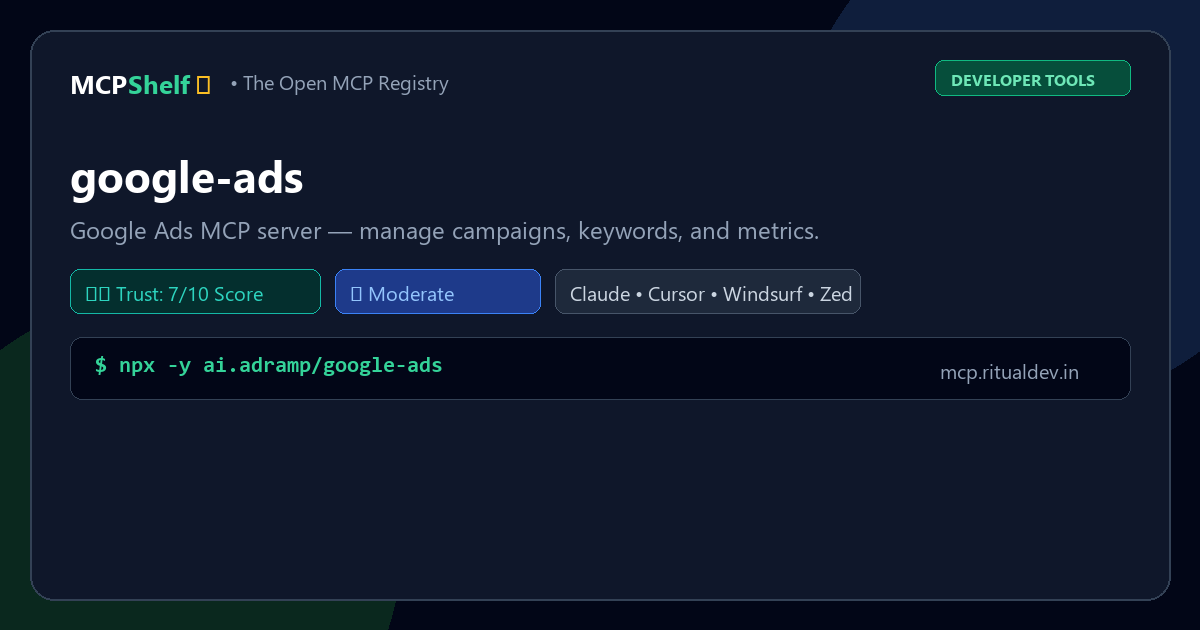 MCPShelf • The Open MCP Registry
DEVELOPER TOOLS
google-ads
Google Ads MCP server — manage campaigns, keywords, and metrics.
Trust: 7/10 Score
Moderate
Claude • Cursor • Windsurf • Zed
$ npx -y ai.adramp/google-ads
mcp.ritualdev.in